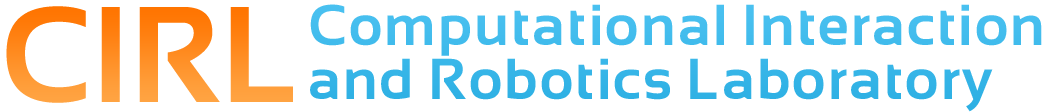 CIRL
Computational Interaction
and Robotics Laboratory